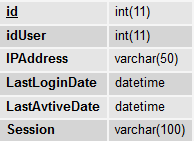 id int(11)
idUser int(11)
IPAddress varchar(50)
LastLoginDate datetime
LastAvtiveDate datetime
Session varchar(100)